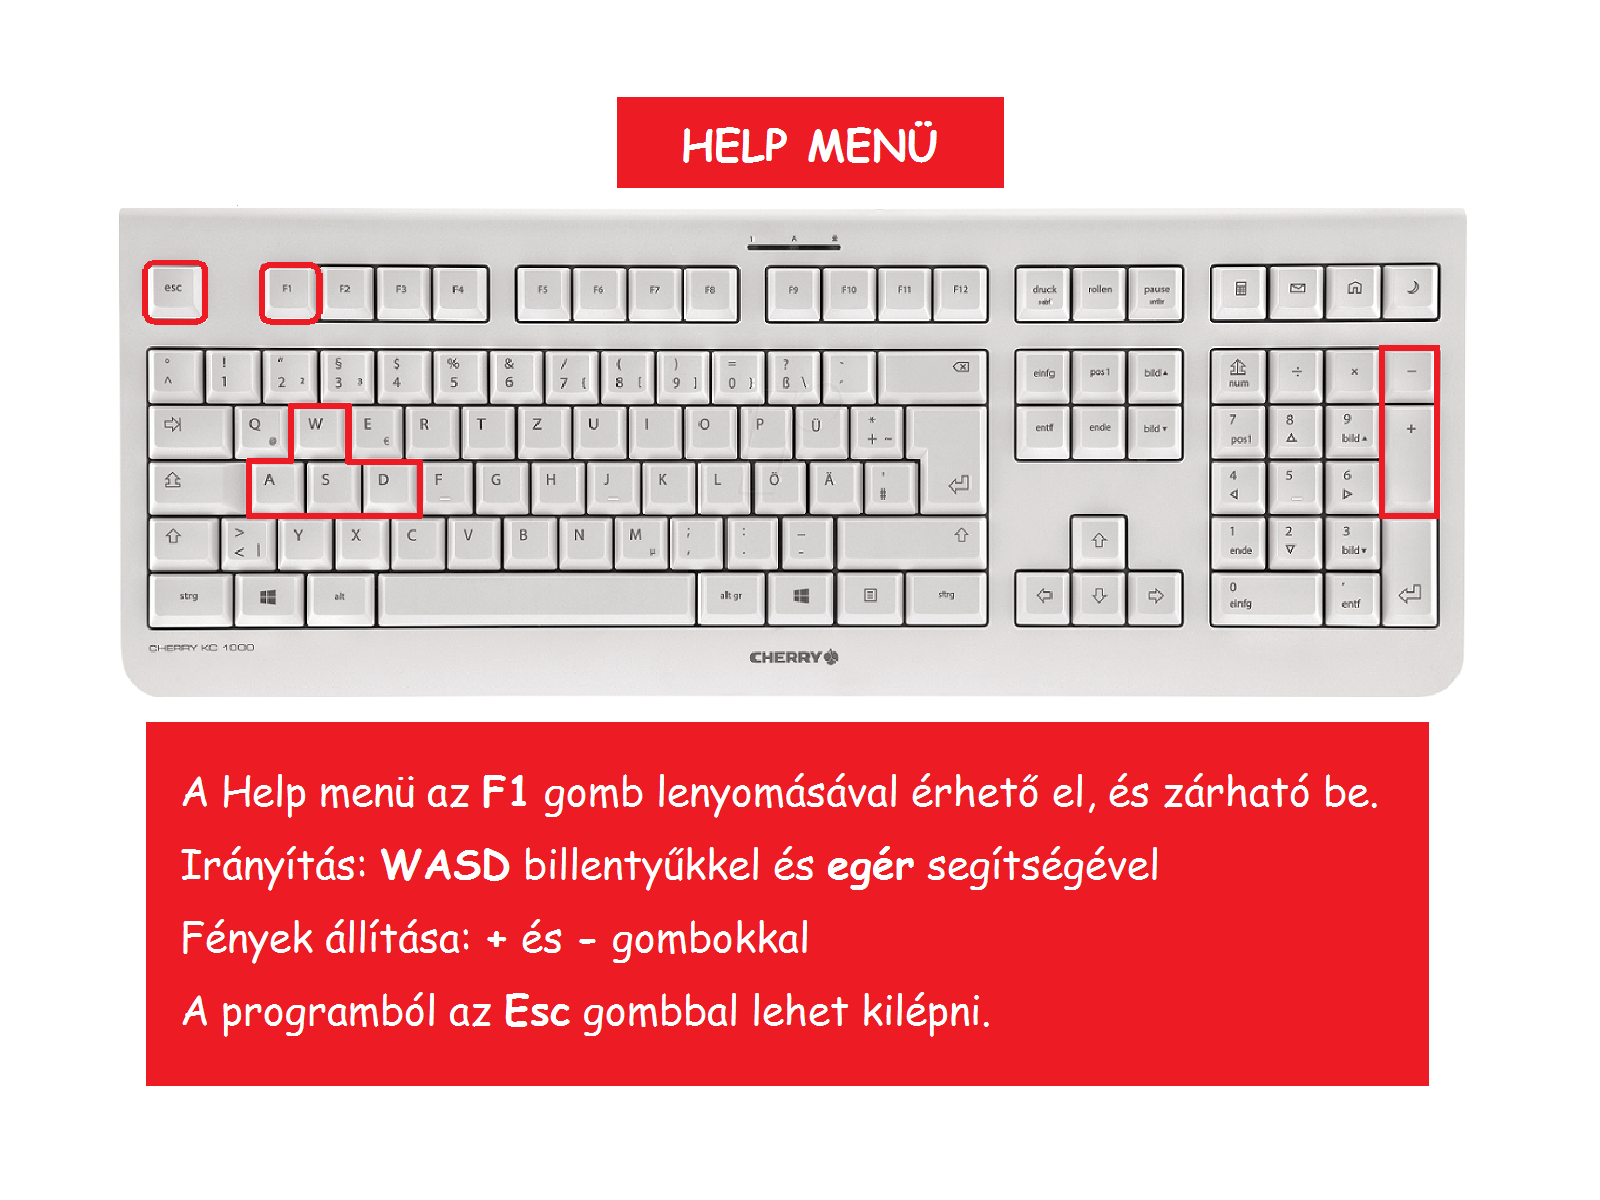 HELP MENÜ
1 A
esc F1 F2 F3 F4 F5 F6 F7 F8 F9 F10 F11 F12 druck rollen pause
° ! " § $ % & / ( ) = ? ` einfg pos1 bild▲ num ÷ × −
^ 1 2 ² 3 ³ 4 5 6 7 { 8 [ 9 ] 0 } ß \ ´
Q @ W E € R T Z U I O P Ü * + ~ entf ende bild▼ 7 pos1 8 9 bild▲ +
A S D F G H J K L Ö Ä ' # 4 5 6
> < | Y X C V B N M µ ; , : . _ - 1 ende 2 3 bild▼
strg alt alt gr strg 0 einfg , entf
CHERRY KC 1000
CHERRY
A Help menü az F1 gomb lenyomásával érhető el, és zárható be.
Irányítás: WASD billentyűkkel és egér segítségével
Fények állítása: + és - gombokkal
A programból az Esc gombbal lehet kilépni.